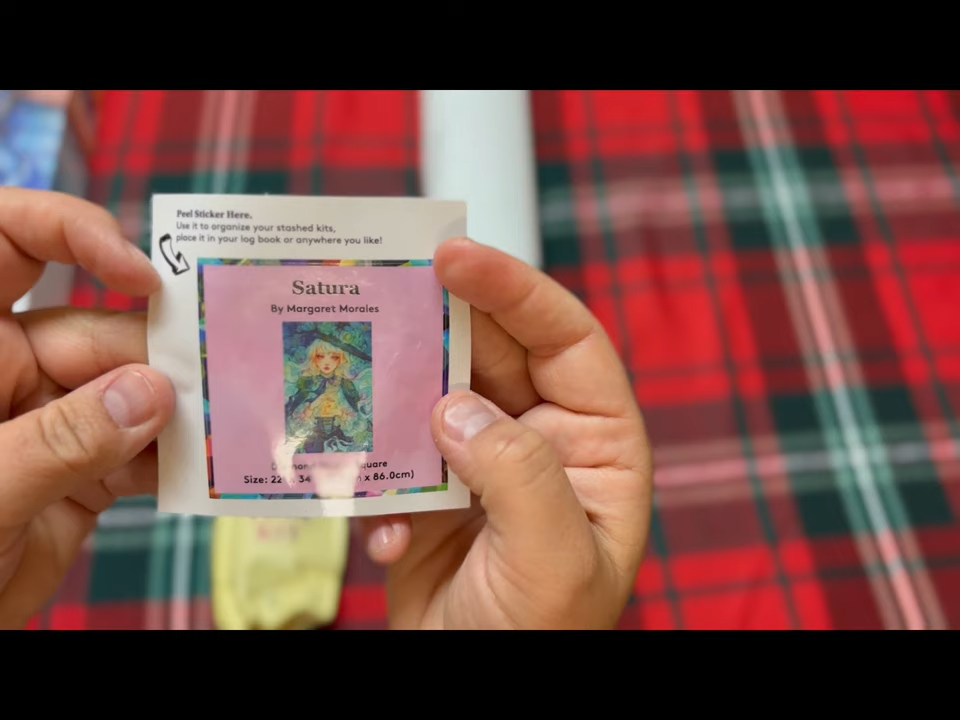 Peel Sticker Here.
Use it to organize your stashed kits,
place it in your log book or anywhere you like!
Satura
By Margaret Morales
Size: 22 x 34 x 86.0cm)